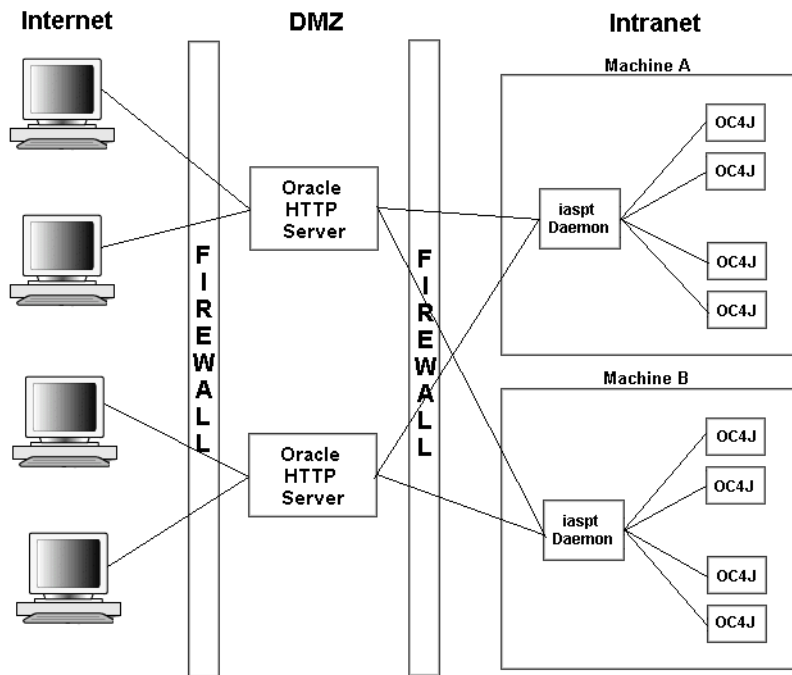 Internet
DMZ
Intranet
FIREWALL
Oracle
HTTP
Server
Oracle
HTTP
Server
FIREWALL
Machine A
iaspt
Daemon
OC4J
OC4J
OC4J
OC4J
Machine B
iaspt
Daemon
OC4J
OC4J
OC4J
OC4J